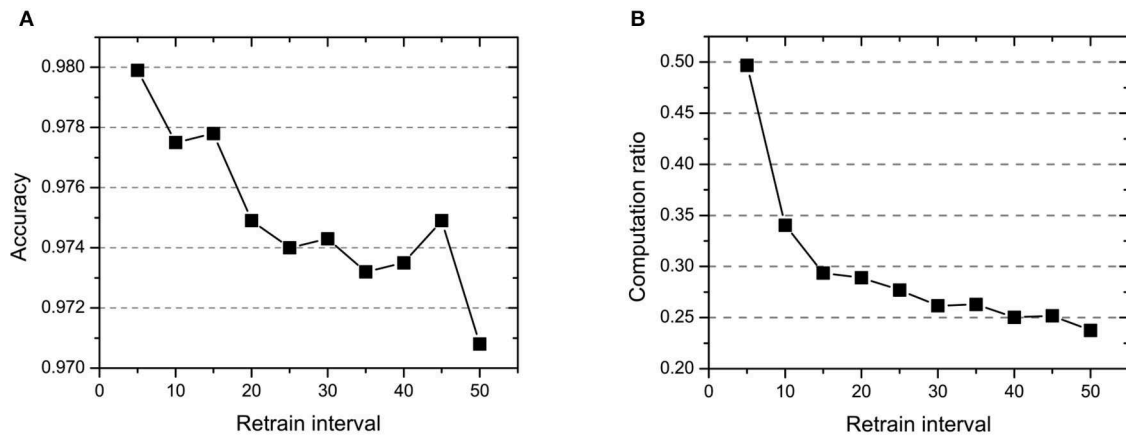 A
0.980
0.978
0.976
0.974
0.972
0.970
Accuracy
0 10 20 30 40 50
Retrain interval
B
0.50
0.45
0.40
0.35
0.30
0.25
0.20
Computation ratio
0 10 20 30 40 50
Retrain interval